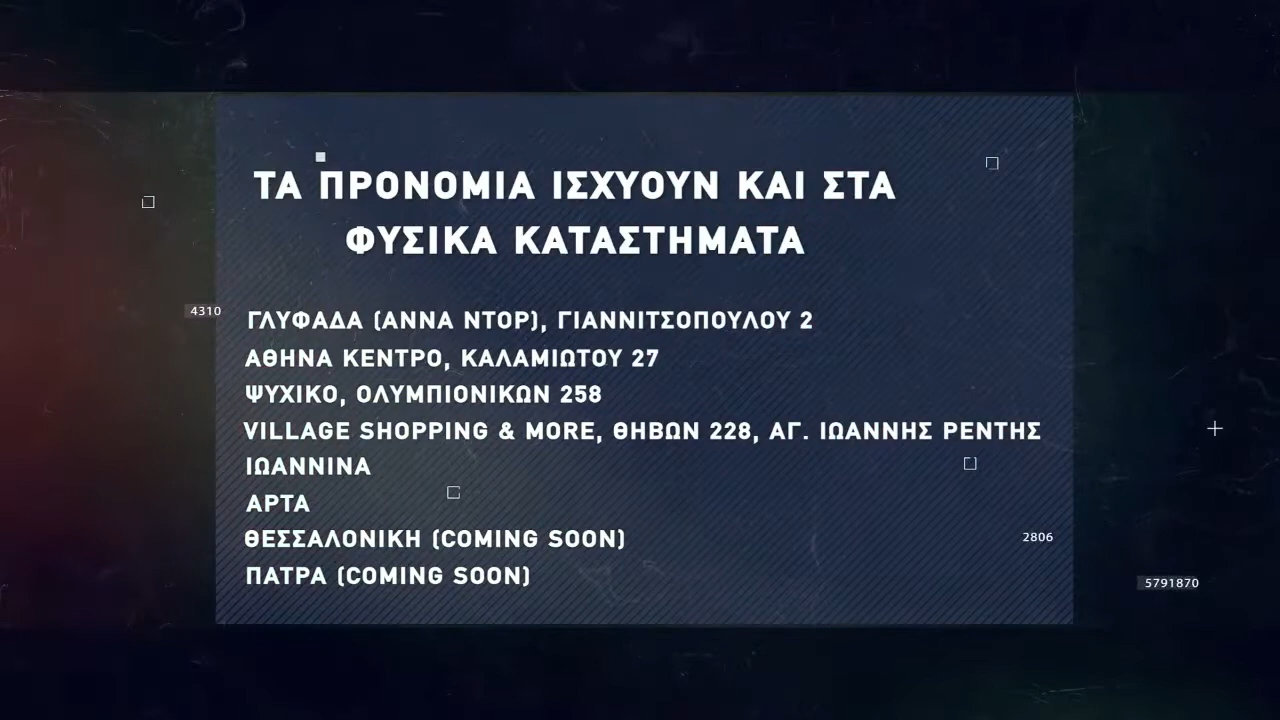 ΤΑ ΠΡΟΝΟΜΙΑ ΙΣΧΥΟΥΝ ΚΑΙ ΣΤΑ
ΦΥΣΙΚΑ ΚΑΤΑΣΤΗΜΑΤΑ
4310
ΓΛΥΦΑΔΑ (ΑΝΝΑ ΝΤΟΡ), ΓΙΑΝΝΙΤΣΟΠΟΥΛΟΥ 2
ΑΘΗΝΑ ΚΕΝΤΡΟ, ΚΑΛΑΜΙΩΤΟΥ 27
ΨΥΧΙΚΟ, ΟΛΥΜΠΙΟΝΙΚΩΝ 258
VILLAGE SHOPPING & MORE, ΘΗΒΩΝ 228, ΑΓ. ΙΩΑΝΝΗΣ ΡΕΝΤΗΣ
ΙΩΑΝΝΙΝΑ
ΑΡΤΑ
ΘΕΣΣΑΛΟΝΙΚΗ (COMING SOON)
2806
ΠΑΤΡΑ (COMING SOON)
5791870